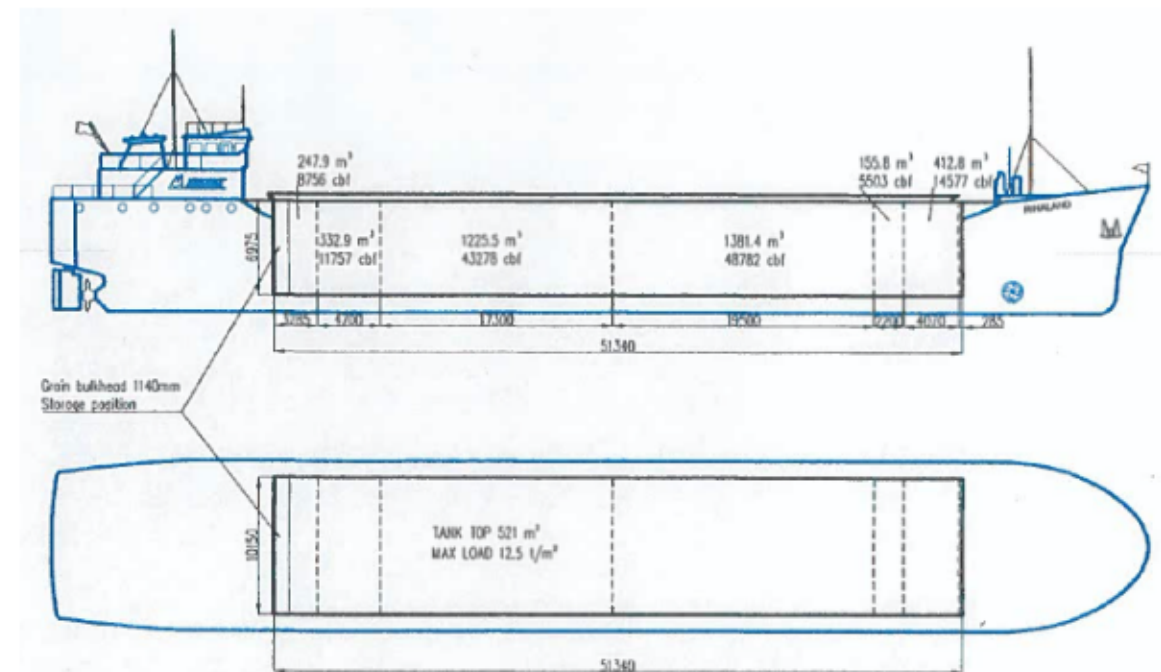 247.9 m³
8756 cbf
155.8 m³
5503 cbf
412.8 m³
14577 cbf
332.9 m³
11757 cbf
1225.5 m³
43278 cbf
1381.4 m³
48782 cbf
6975
3285 4200 17300 19500 2200 4070 285
51340
Grain bulkhead 1140mm
Storage position
10150
TANK TOP 521 m²
MAX LOAD 12.5 t/m²
51340